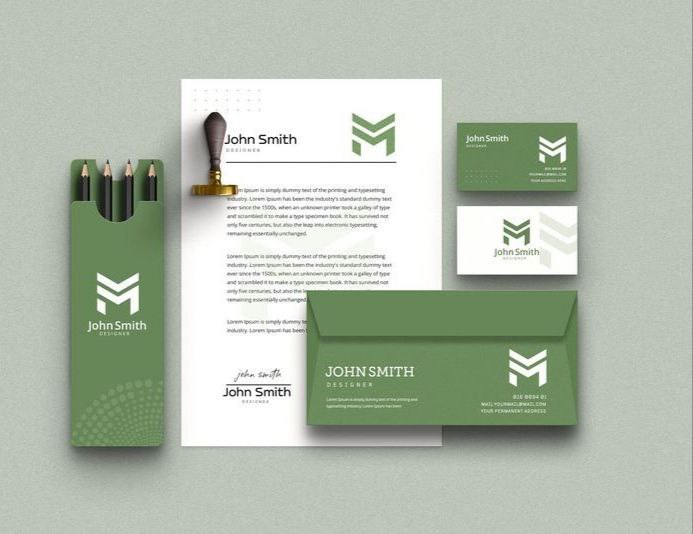 John Smith
DESIGNER
Lorem Ipsum is simply dummy text of the printing and typesetting
industry. Lorem Ipsum has been the industry's standard dummy text
ever since the 1500s, when an unknown printer took a galley of type
and scrambled it to make a type specimen book. It has survived not
only five centuries, but also the leap into electronic typesetting,
remaining essentially unchanged.
Lorem Ipsum is simply dummy text of the printing and typesetting
industry. Lorem Ipsum has been the industry's standard dummy text
ever since the 1500s, when an unknown printer took a galley of type
and scrambled it to make a type specimen book. It has survived not
only five centuries, but also the leap
remaining essentially unchanged.
Lorem Ipsum is simply dummy
industry. Lorem Ipsum has been
john smith
John Smith
DESIGNER
John Smith
DESIGNER
John Smith
DESIGNER
YOURMAIL@MAIL.COM
YOUR ADDRESS HERE
John Smith
DESIGNER
JOHN SMITH
DESIGNER
Lorem Ipsum is simply dummy text of the printing and
typesetting industry. Lorem Ipsum has been
MAIL.YOURMAIL@MAIL.COM
YOUR PERMANENT ADDRESS